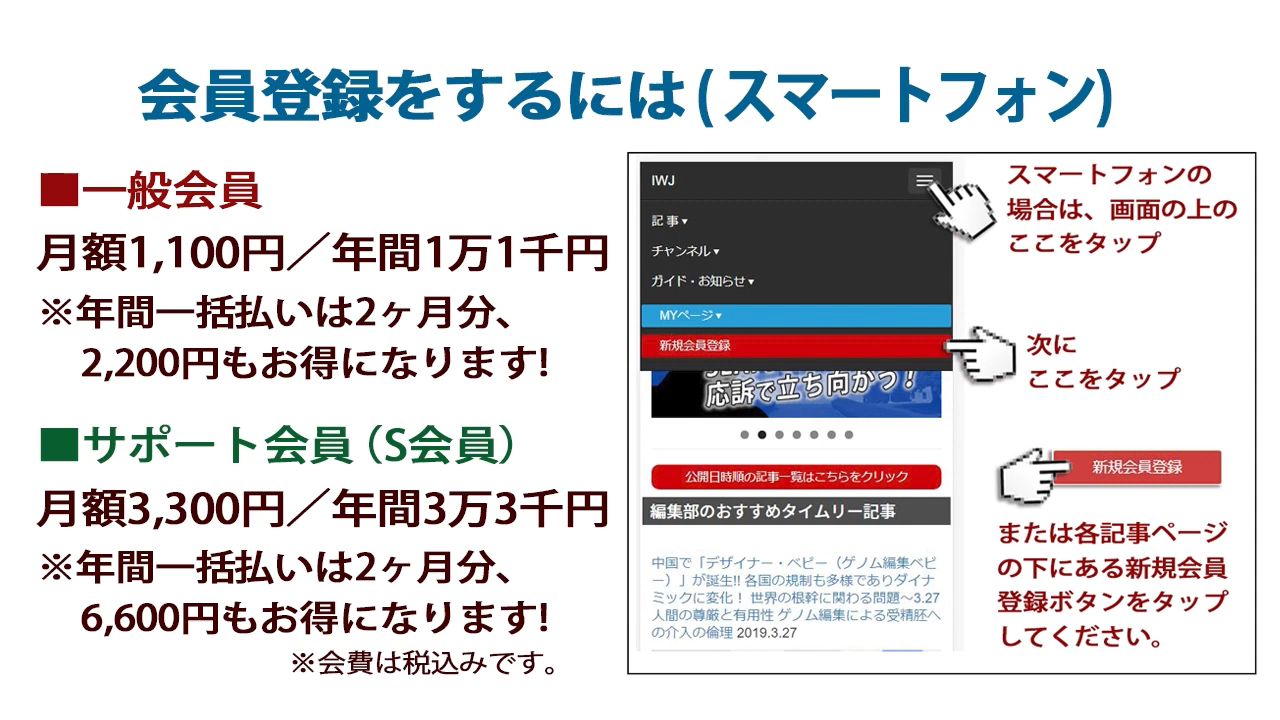 会員登録をするには(スマートフォン)
■一般会員
月額1,100円／年間1万1千円
※年間一括払いは2ヶ月分、
2,200円もお得になります!
■サポート会員（S会員）
月額3,300円／年間3万3千円
※年間一括払いは2ヶ月分、
6,600円もお得になります!
※会費は税込みです。
IWJ
記事▾
チャンネル▾
ガイド・お知らせ▾
MYページ▾
新規会員登録
応訴で立ち向かう！
公開日時順の記事一覧はこちらをクリック
編集部のおすすめタイムリー記事
中国で「デザイナー・ベビー（ゲノム編集ベビ
ー）」が誕生!! 各国の規制も多様でありダイナ
ミックに変化！ 世界の根幹に関わる問題～3.27
人間の尊厳と有用性 ゲノム編集による受精胚へ
の介入の倫理 2019.3.27
スマートフォンの
場合は、画面の上の
ここをタップ
次に
ここをタップ
新規会員登録
または各記事ページ
の下にある新規会員
登録ボタンをタップ
してください。